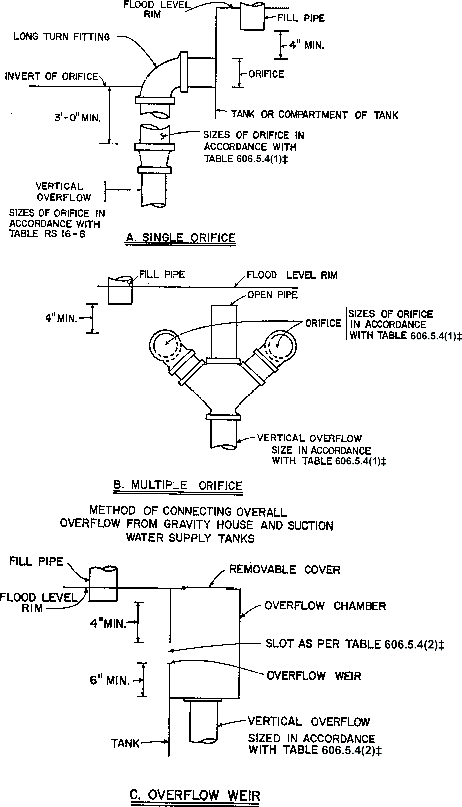 FLOOD LEVEL
RIM
FILL PIPE
4" MIN.
LONG TURN FITTING
INVERT OF ORIFICE
ORIFICE
3'-0" MIN.
TANK OR COMPARTMENT OF TANK
SIZES OF ORIFICE IN
ACCORDANCE WITH
TABLE 606.5.4(1)‡
VERTICAL
OVERFLOW
SIZES OF ORIFICE IN
ACCORDANCE WITH
TABLE RS 16-6
A. SINGLE ORIFICE
FILL PIPE
FLOOD LEVEL RIM
OPEN PIPE
4" MIN.
ORIFICE
SIZES OF ORIFICE
IN ACCORDANCE
WITH TABLE 606.5.4(1)‡
VERTICAL OVERFLOW
SIZE IN ACCORDANCE
WITH TABLE 606.5.4(1)‡
B. MULTIPLE ORIFICE
METHOD OF CONNECTING OVERALL
OVERFLOW FROM GRAVITY HOUSE AND SUCTION
WATER SUPPLY TANKS
FILL PIPE
REMOVABLE COVER
FLOOD LEVEL
RIM
OVERFLOW CHAMBER
4" MIN.
SLOT AS PER TABLE 606.5.4(2)‡
6" MIN.
OVERFLOW WEIR
VERTICAL OVERFLOW
SIZED IN ACCORDANCE
WITH TABLE 606.5.4(2)‡
TANK
C. OVERFLOW WEIR